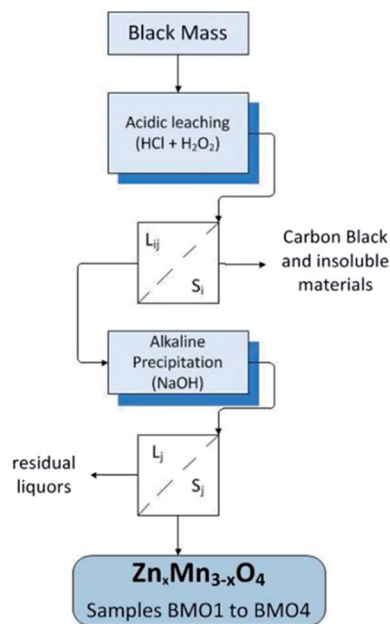 Black Mass
Acidic leaching
(HCl + H₂O₂)
Lij
Si
Carbon Black
and insoluble
materials
Alkaline
Precipitation
(NaOH)
Lj
Sj
residual
liquors
ZnₓMn₃₋ₓO₄
Samples BMO1 to BMO4